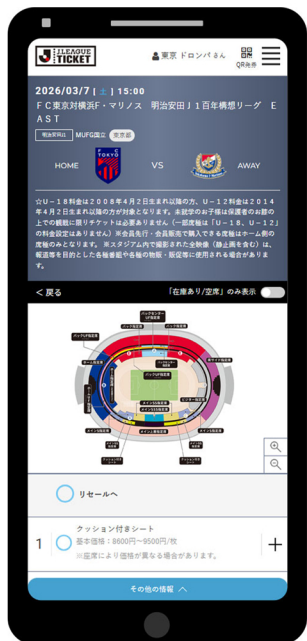 J.LEAGUE
TICKET
東京 ドロンパさん
QR発券
2026/03/7 [ 土 ] 15:00
FC東京対横浜F・マリノス 明治安田J1百年構想リーグ E
AST
明治安田J1 MUFG国立 東京都
HOME
TOKYO
VS
AWAY
☆U-18料金は2008年4月2日生まれ以降の方、U-12料金は2014
年4月2日生まれ以降の方が対象となります。未就学のお子様は保護者のお膝の
上での観戦に限りチケットは必要ありません（一部席種は「U-18、U-12」
の料金設定はありません）※会員先行・会員販売で購入できる席種はホーム側の
席種のみとなります。 ※スタジアム内で撮影された全映像（静止画を含む）は、
報道等を目的とした各種番組や各種の物販・販促等に使用される場合がありま
す。
< 戻る
「在庫あり/空席」のみ表示
リセールへ
1
クッション付きシート
基本価格：8800円〜9500円/枚
※座席により価格が異なる場合があります。
その他の情報